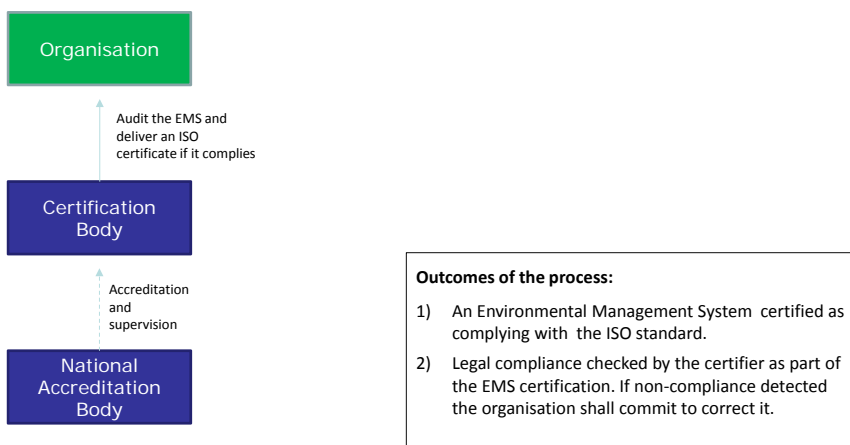 Organisation
Audit the EMS and
deliver an ISO
certificate if it complies
Certification
Body
Accreditation
and
supervision
National
Accreditation
Body
Outcomes of the process:
1) An Environmental Management System certified as
complying with the ISO standard.
2) Legal compliance checked by the certifier as part of
the EMS certification. If non-compliance detected
the organisation shall commit to correct it.